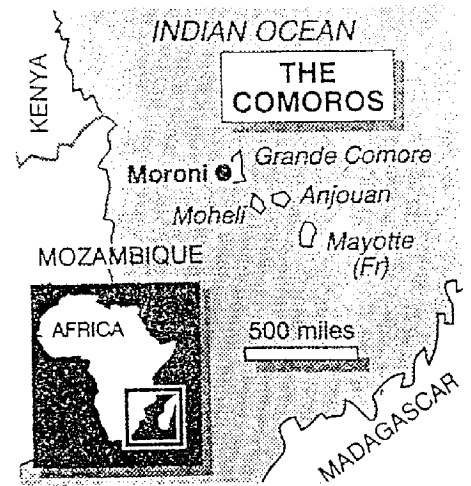 INDIAN OCEAN
THE
COMOROS
KENYA
Grande Comore
Moroni
Anjouan
Moheli
Mayotte
(Fr)
MOZAMBIQUE
AFRICA
500 miles
MADAGASCAR